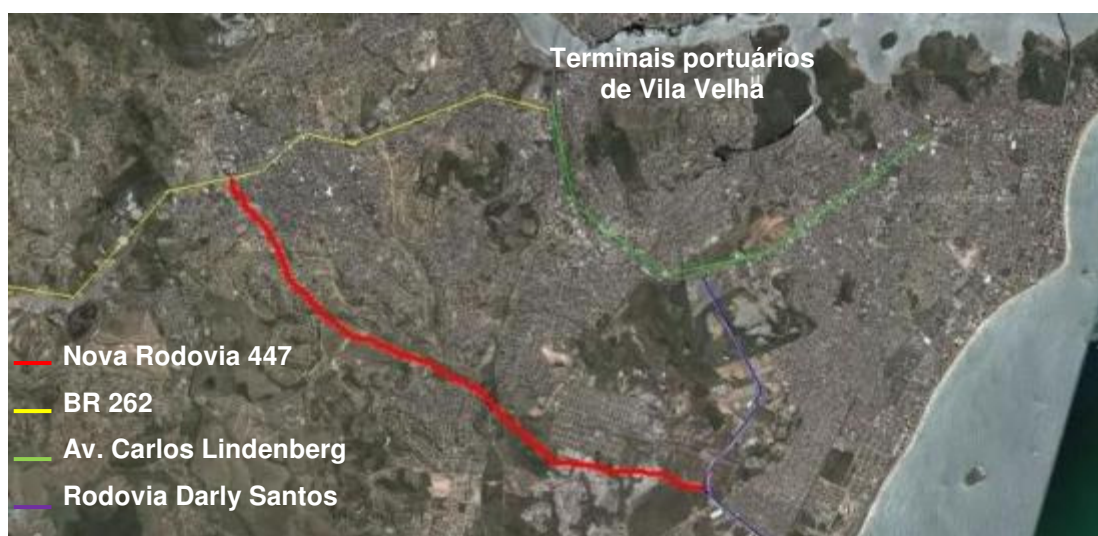 Terminais portuários
de Vila Velha
Nova Rodovia 447
BR 262
Av. Carlos Lindenberg
Rodovia Darly Santos